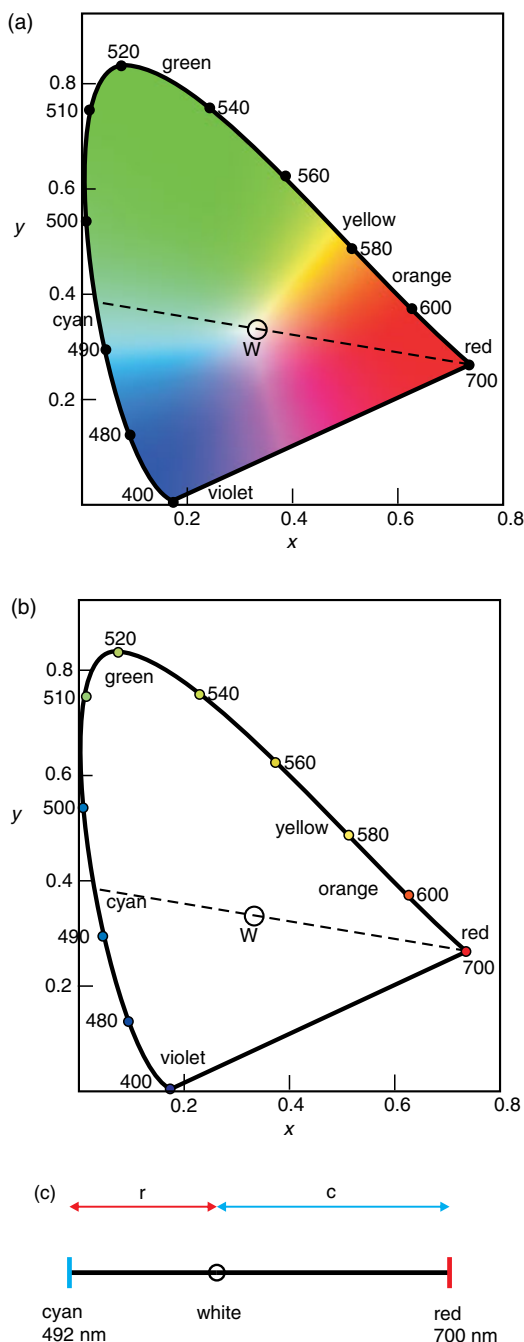 (a)
520
green
0.8
510
540
560
0.6
500
yellow
y
580
orange
0.4
600
cyan
W
red
490
700
0.2
480
400
violet
0.2
0.4
0.6
0.8
x
(b)
520
0.8
green
510
540
560
0.6
500
y
yellow
580
0.4
orange
600
cyan
red
490
W
700
0.2
480
violet
400
0.2
0.4
0.6
0.8
x
(c)
r
c
cyan
492 nm
white
red
700 nm